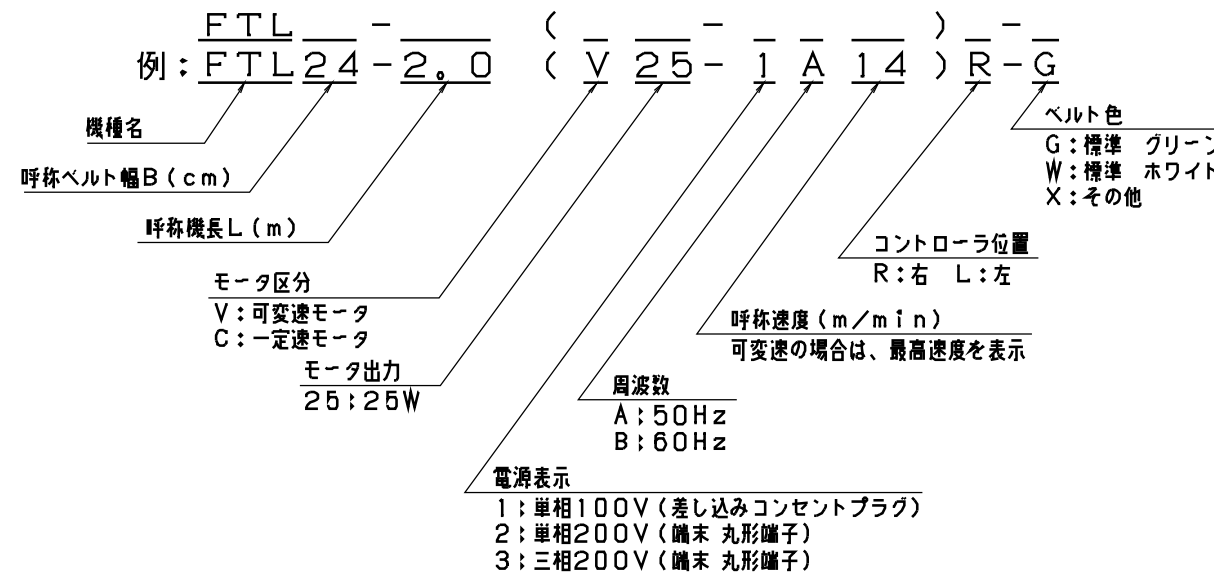 FTL__-___ (_ __-_ _ __)_-_
例:FTL24-2.0 (V 25-1 A 14)R-G
機種名
呼称ベルト幅B(cm)
呼称機長L(m)
モータ区分
V:可変速モータ
C:一定速モータ
モータ出力
25:25W
電源表示
1:単相100V(差し込みコンセントプラグ)
2:単相200V(端末 丸形端子)
3:三相200V(端末 丸形端子)
周波数
A:50Hz
B:60Hz
呼称速度(m/min)
可変速の場合は、最高速度を表示
コントローラ位置
R:右 L:左
ベルト色
G:標準 グリーン
W:標準 ホワイト
X:その他